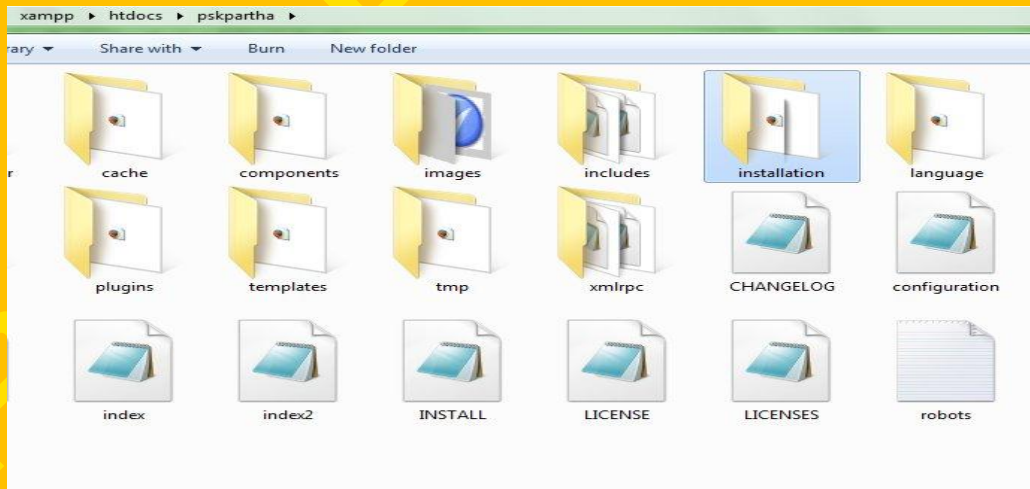 xampp ▸ htdocs ▸ pskpartha ▸
rary Share with Burn New folder
r cache components images includes installation language
plugins templates tmp xmlrpc CHANGELOG configuration
index index2 INSTALL LICENSE LICENSES robots